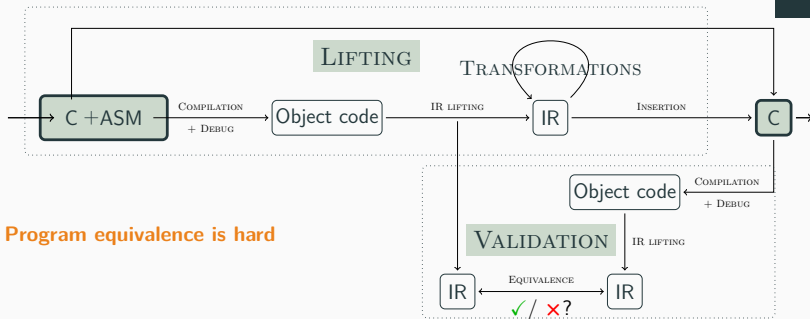 LIFTING
TRANSFORMATIONS
C +ASM
COMPILATION
+ DEBUG
Object code
IR LIFTING
IR
INSERTION
C
Object code
COMPILATION
+ DEBUG
Program equivalence is hard
VALIDATION
IR LIFTING
IR
EQUIVALENCE
✓/ ×?
IR